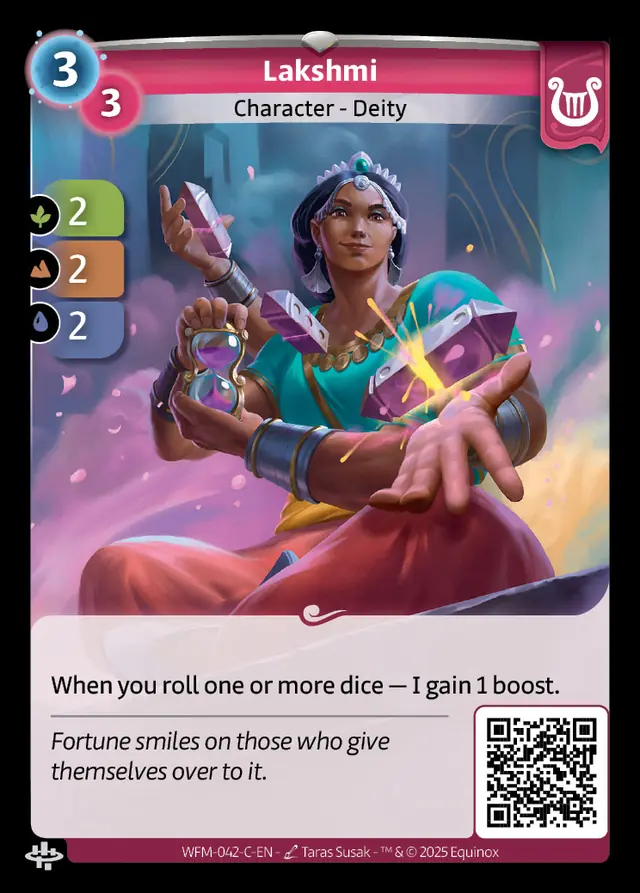 3
Lakshmi
3
Character - Deity
2
2
2
When you roll one or more dice — I gain 1 boost.
Fortune smiles on those who give
themselves over to it.
WFM-042-C-EN - Taras Susak - ™ & © 2025 Equinox